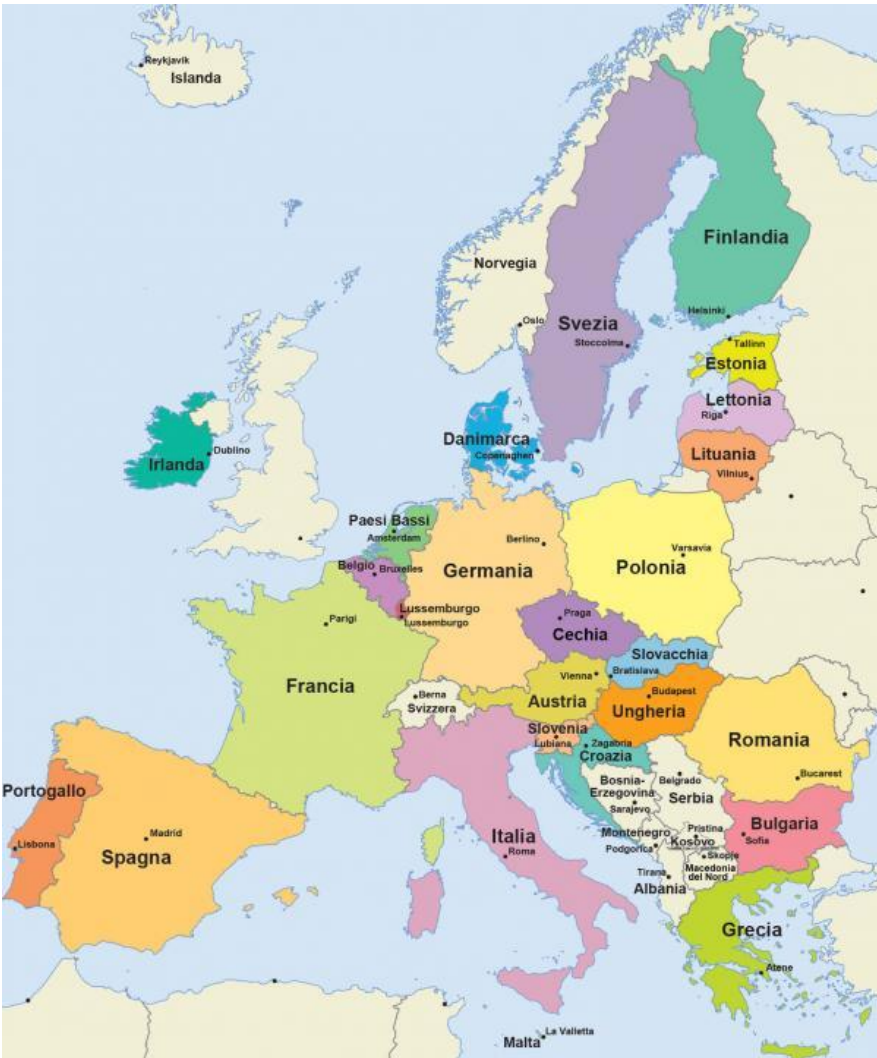 Reykjavik
Islanda
Finlandia
Norvegia
Helsinki
Oslo
Svezia
Stoccolma
Tallinn
Estonia
Lettonia
Riga
Danimarca
Copenaghen
Lituania
Vilnius
Dublino
Irlanda
Paesi Bassi
Amsterdam
Berlino
Varsavia
Belgio
Bruxelles
Germania
Polonia
Lussemburgo
Lussemburgo
Parigi
Praga
Cechia
Slovacchia
Bratislava
Vienna
Francia
Berna
Svizzera
Austria
Budapest
Ungheria
Slovenia
Lubiana
Zagabria
Croazia
Romania
Bucarest
Bosnia-
Erzegovina
Sarajevo
Belgrado
Serbia
Portogallo
Lisbona
Madrid
Spagna
Italia
Roma
Montenegro
Podgorica
Pristina
Kosovo
Bulgaria
Sofia
Skopje
Macedonia
del Nord
Tirana
Albania
Grecia
Atene
La Valletta
Malta